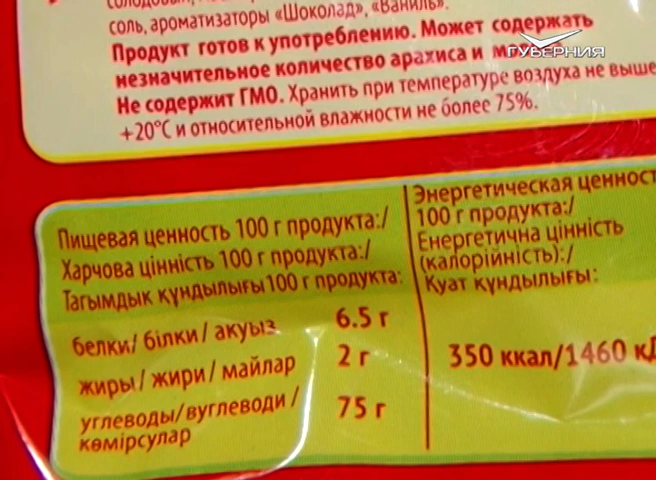 соль, ароматизаторы «Шоколад», «Ваниль».
Продукт готов к употреблению. Может содержать
незначительное количество арахиса и
Не содержит ГМО. Хранить при температуре воздуха не выше
+20°С и относительной влажности не более 75%.
ГУБЕРНИЯ
Пищевая ценность 100 г продукта:/
Харчова цінність 100 г продукта:/
Тағымдық құндылығы 100 г продукта:
белки/ білки/ ақуыз 6.5 г
жиры/ жири/ майлар 2 г
углеводы/вуглеводи/ 75 г
көмірсулар
Энергетическая ценност
100 г продукта:/
Енергетична цінність
(калорійність):/
Қуат құндылығы:
350 ккал/1460 кД